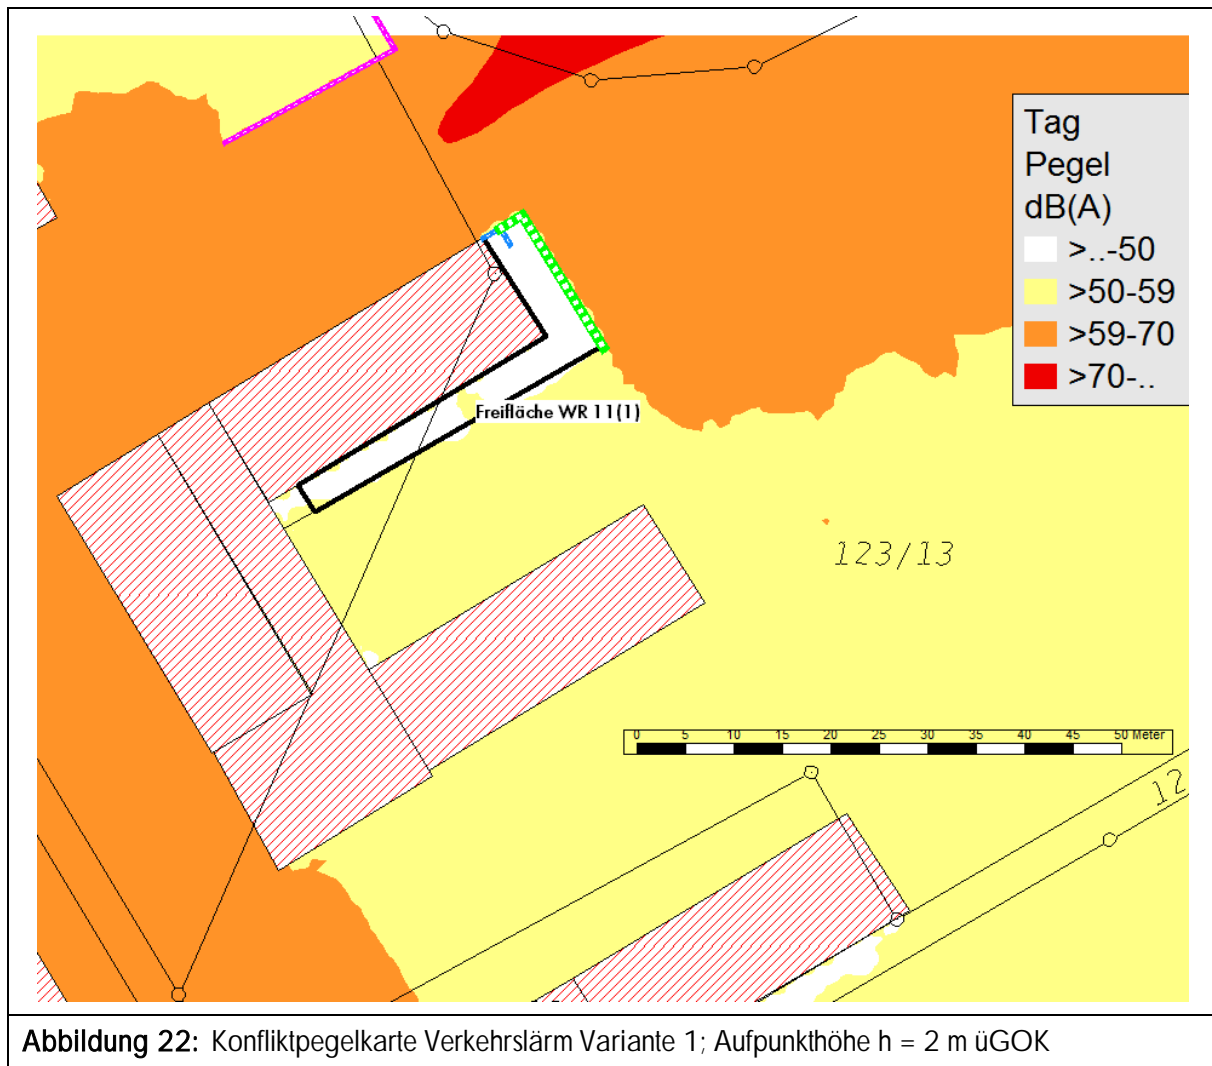 Tag
Pegel
dB(A)
>..-50
>50-59
>59-70
>70-..
Freifläche WR 11(1)
123/13
0 5 10 15 20 25 30 35 40 45 50 Meter
12
Abbildung 22: Konfliktpegelkarte Verkehrslärm Variante 1; Aufpunkthöhe h = 2 m üGOK